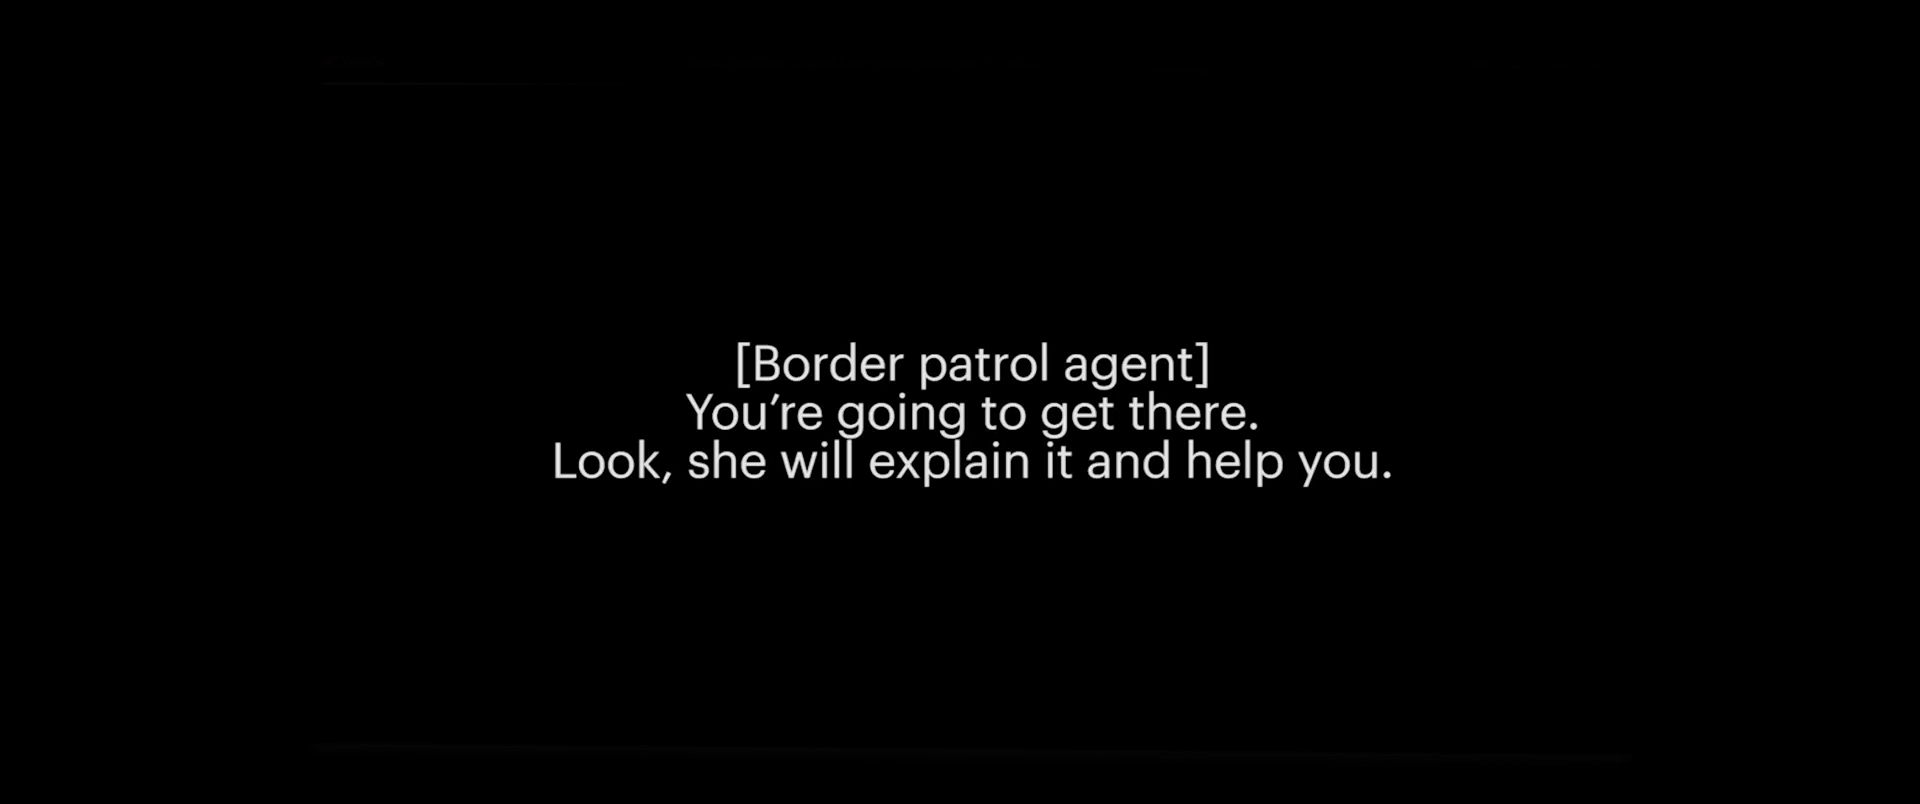 [Border patrol agent]
You’re going to get there.
Look, she will explain it and help you.